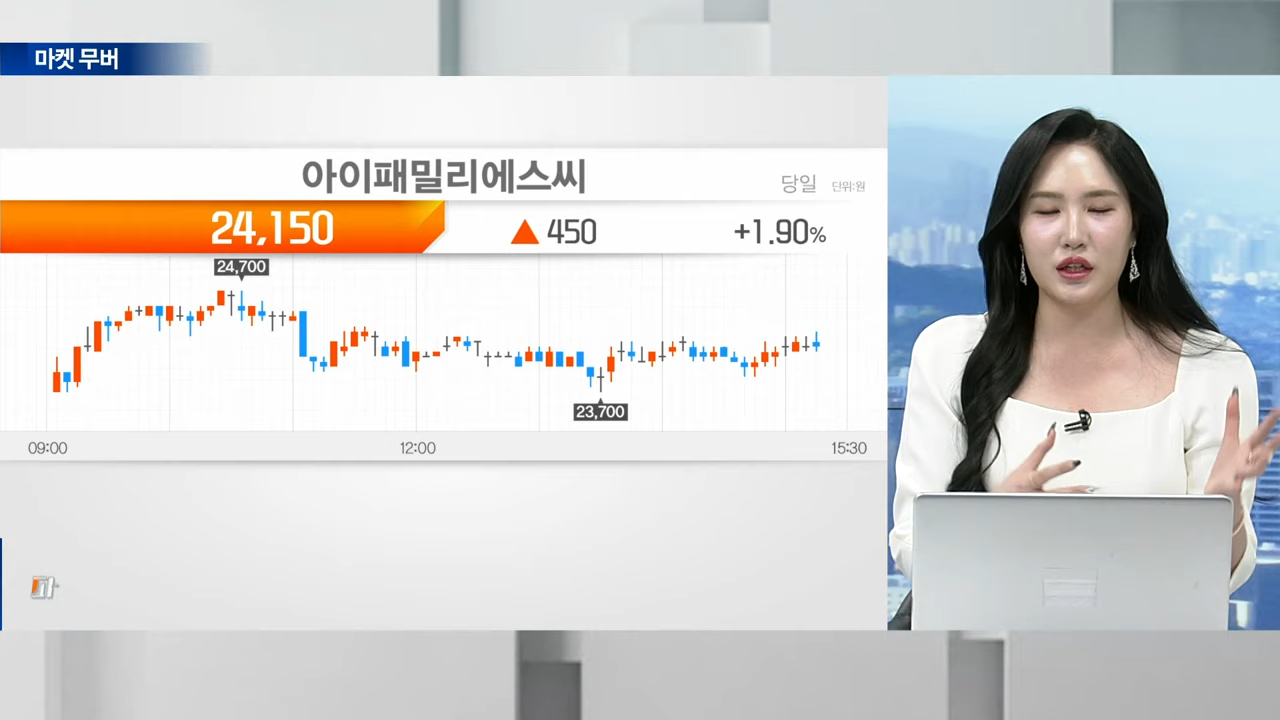 마켓 무버
아이패밀리에스씨
당일 단위:원
24,150 ▲ 450 +1.90%
24,700
23,700
09:00 12:00 15:30